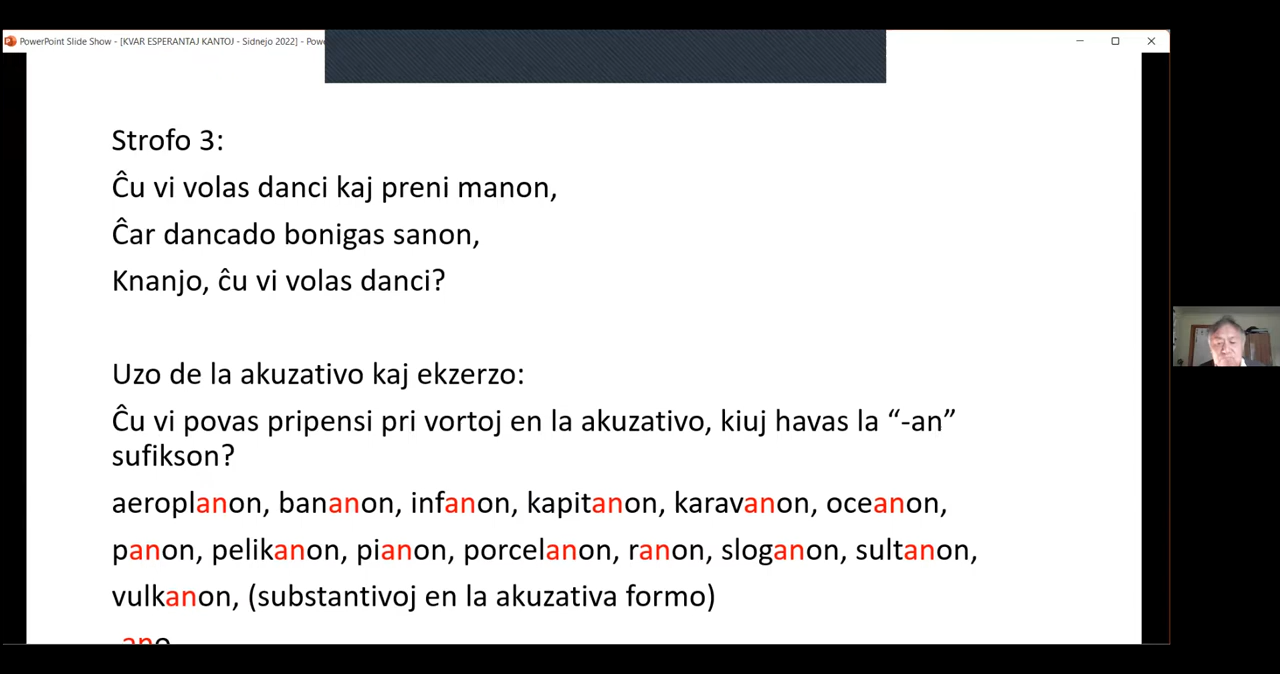 PowerPoint Slide Show - [KVAR ESPERANTAJ KANTOJ - Sidnejo 2022] - Pow
Strofo 3:
Ĉu vi volas danci kaj preni manon,
Ĉar dancado bonigas sanon,
Knanjo, ĉu vi volas danci?
Uzo de la akuzativo kaj ekzerzo:
Ĉu vi povas pripensi pri vortoj en la akuzativo, kiuj havas la “-an”
sufikson?
aeroplanon, bananon, infanon, kapitanon, karavanon, oceanon,
panon, pelikanon, pianon, porcelanon, ranon, sloganon, sultanon,
vulkanon, (substantivoj en la akuzativa formo)